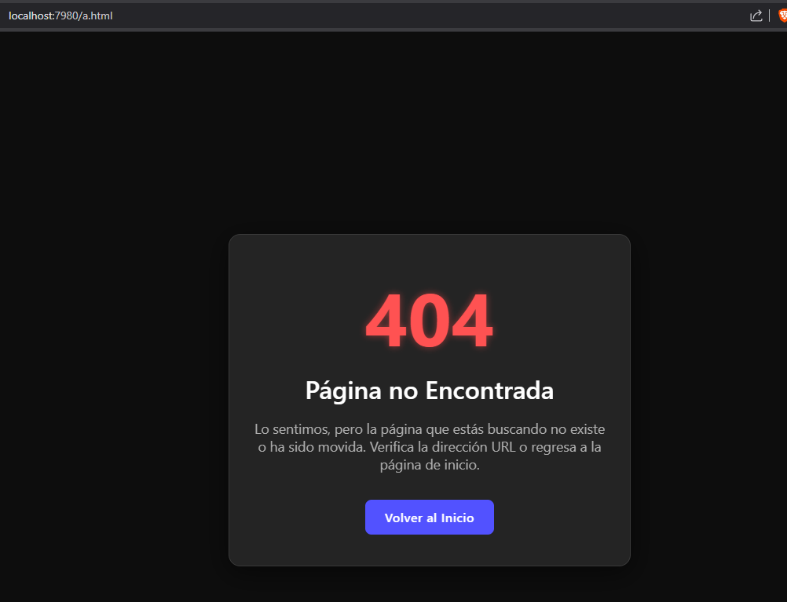 localhost:7980/a.html
404
Página no Encontrada
Lo sentimos, pero la página que estás buscando no existe
o ha sido movida. Verifica la dirección URL o regresa a la
página de inicio.
Volver al Inicio